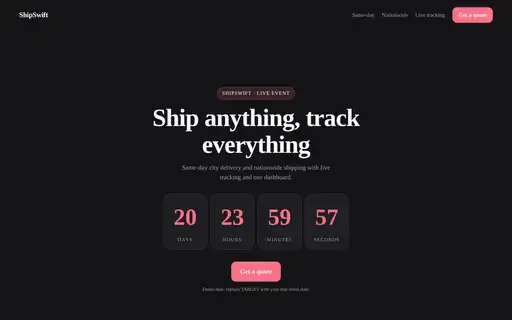 ShipSwift
Same-day Nationwide Live tracking Get a quote
SHIPSWIFT · LIVE EVENT
Ship anything, track
everything
Same-day city delivery and nationwide shipping with live
tracking and one dashboard.
20 23 59 57
DAYS HOURS MINUTES SECONDS
Get a quote
Demo date: replace TARGET with your real event date.